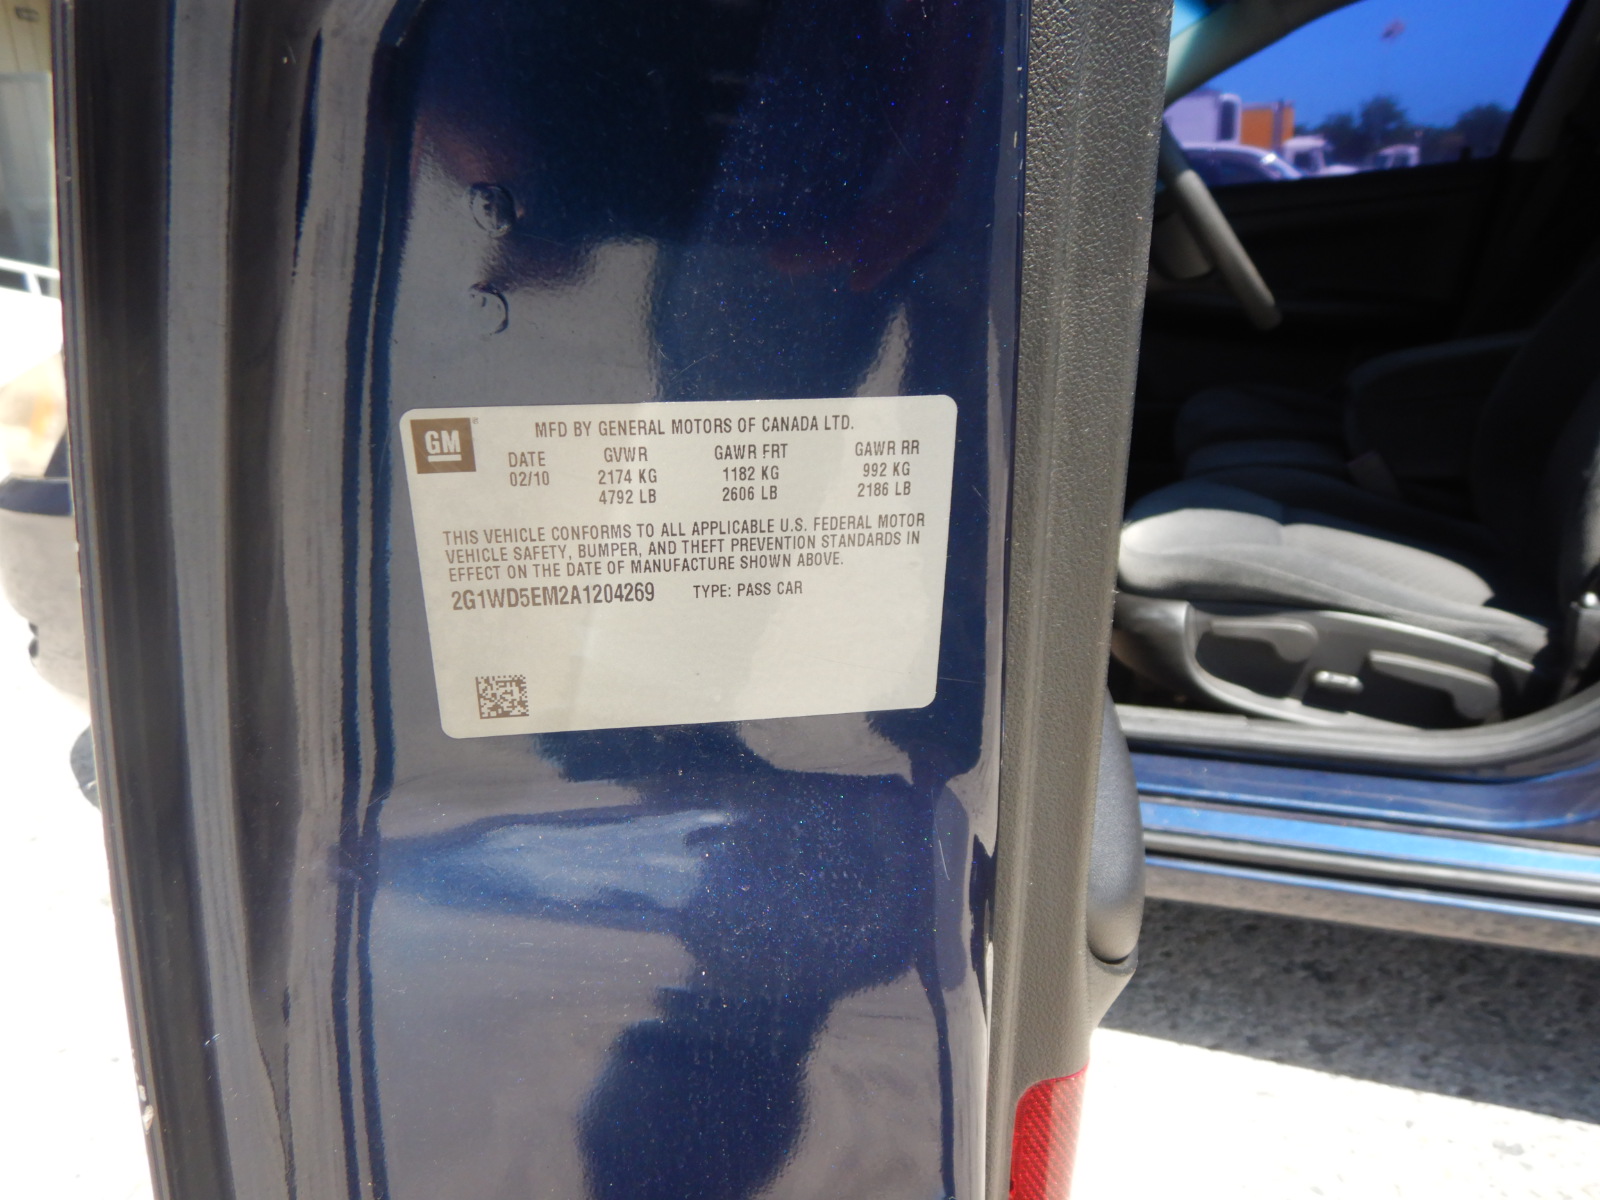 GM
MFD BY GENERAL MOTORS OF CANADA LTD.
DATE GVWR GAWR FRT GAWR RR
02/10 2174 KG 1182 KG 992 KG
4792 LB 2606 LB 2186 LB
THIS VEHICLE CONFORMS TO ALL APPLICABLE U.S. FEDERAL MOTOR
VEHICLE SAFETY, BUMPER, AND THEFT PREVENTION STANDARDS IN
EFFECT ON THE DATE OF MANUFACTURE SHOWN ABOVE.
2G1WD5EM2A1204269 TYPE: PASS CAR